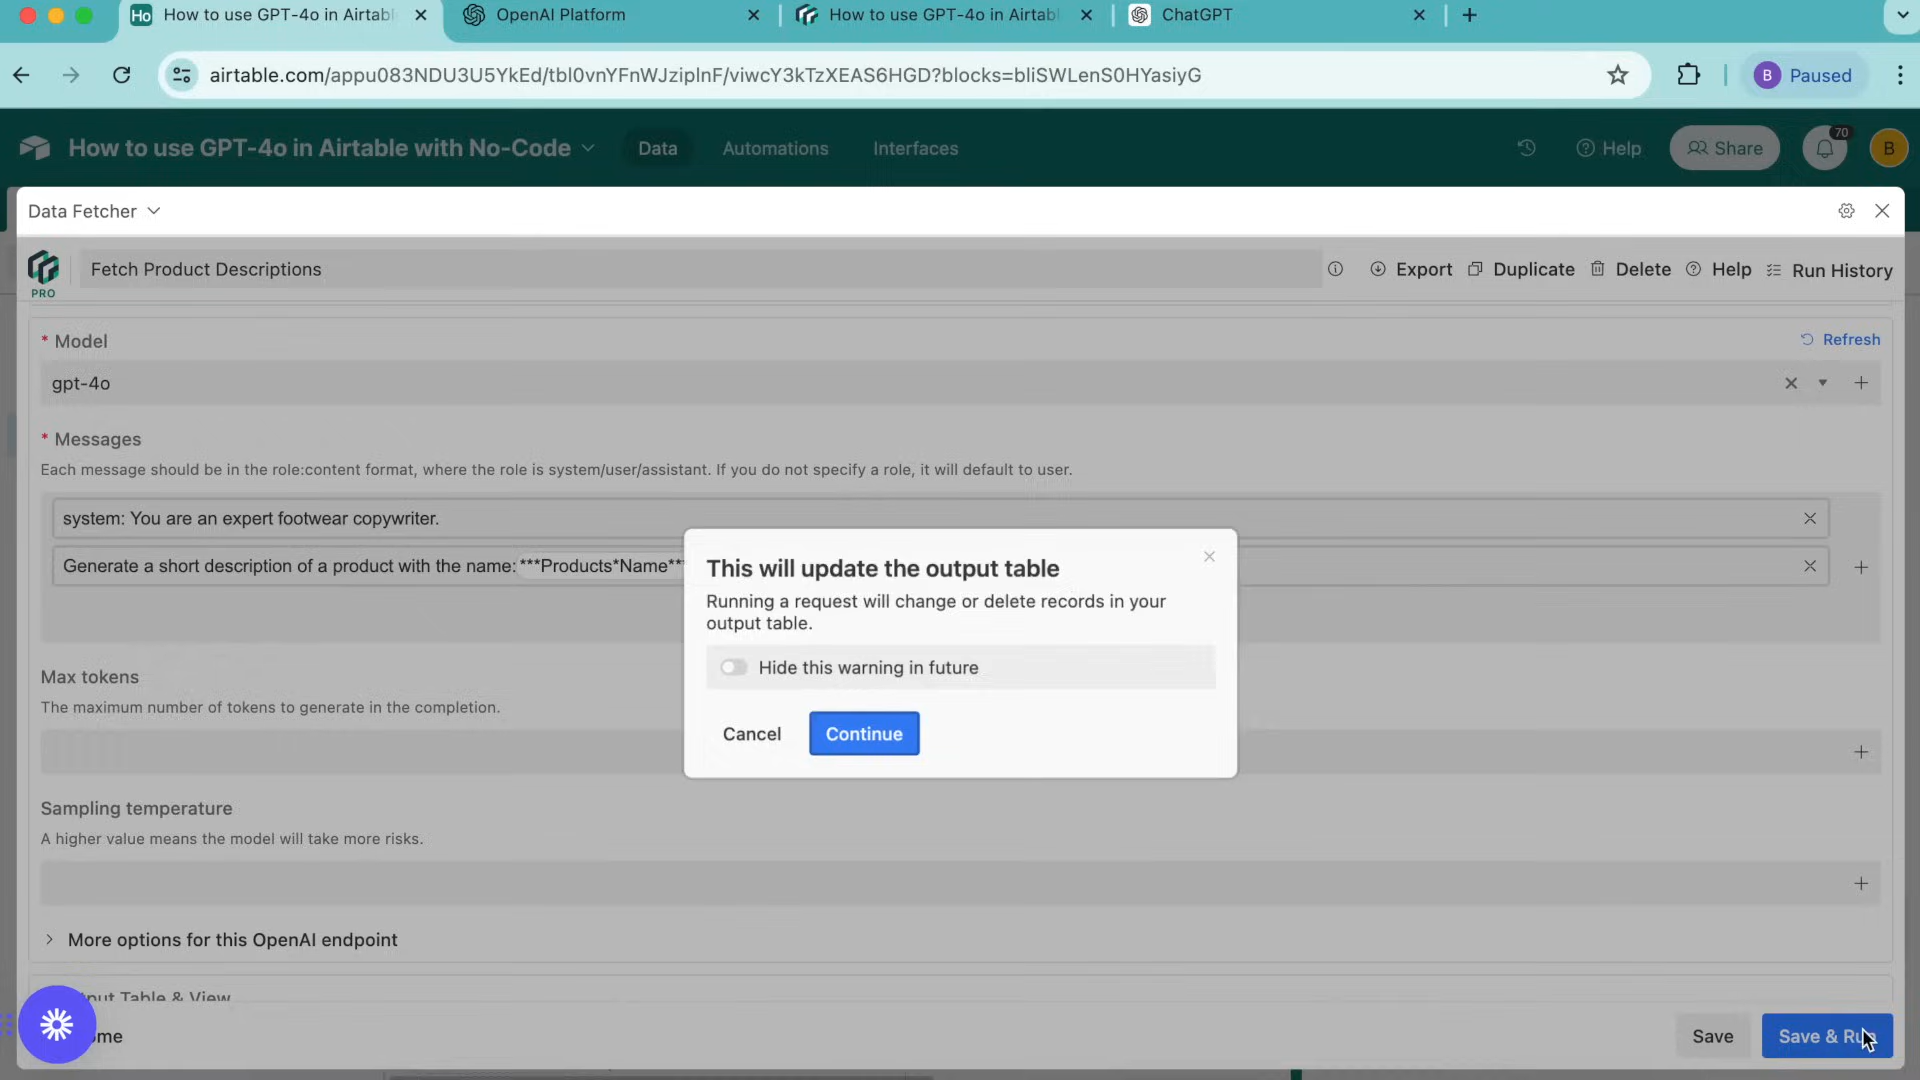 Ho How to use GPT-4o in Airtabl
OpenAI Platform
How to use GPT-4o in Airtabl
ChatGPT
airtable.com/appu083NDU3U5YkEd/tbl0vnYFnWJzipInF/viwcY3kTzXEAS6HGD?blocks=bliSWLenS0HYasiyG
B Paused
How to use GPT-4o in Airtable with No-Code
Data
Automations
Interfaces
Help
Share
70
B
Data Fetcher
PRO
Fetch Product Descriptions
Export
Duplicate
Delete
Help
Run History
* Model
Refresh
gpt-4o
* Messages
Each message should be in the role:content format, where the role is system/user/assistant. If you do not specify a role, it will default to user.
system: You are an expert footwear copywriter.
Generate a short description of a product with the name: ***Products*Name***
This will update the output table
Running a request will change or delete records in your
output table.
Hide this warning in future
Cancel
Continue
Max tokens
The maximum number of tokens to generate in the completion.
Sampling temperature
A higher value means the model will take more risks.
More options for this OpenAI endpoint
Table & View
Save
Save & Ru